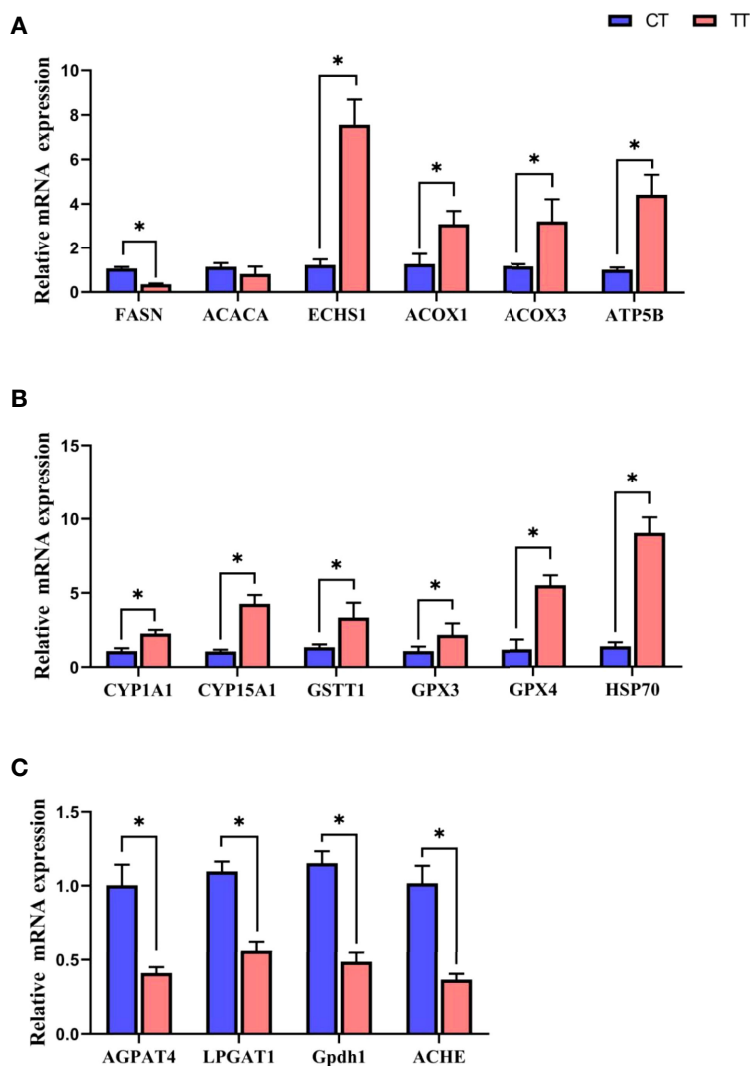 A
CT TT
Relative mRNA expression
10
8
6
4
2
0
* * * * *
FASN ACACA ECHS1 ACOX1 ACOX3 ATP5B
B
Relative mRNA expression
15
10
5
0
* * * * * *
CYP1A1 CYP15A1 GSTT1 GPX3 GPX4 HSP70
C
Relative mRNA expression
1.5
1.0
0.5
0.0
* * * *
AGPAT4 LPGAT1 Gpdh1 ACHE